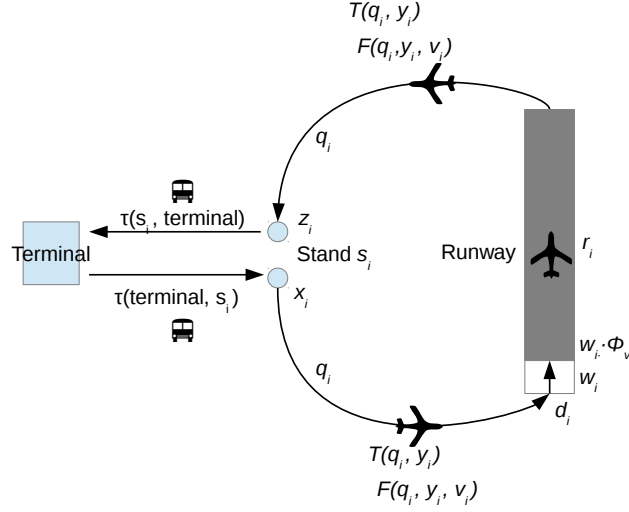 T(q_i, y_i)
F(q_i,y_i, v_i)
q_i
τ(s_i, terminal)
z_i
Terminal
Stand s_i
Runway
r_i
τ(terminal, s_i)
x_i
q_i
w_i·Φ_v
w_i
d_i
T(q_i, y_i)
F(q_i, y_i, v_i)